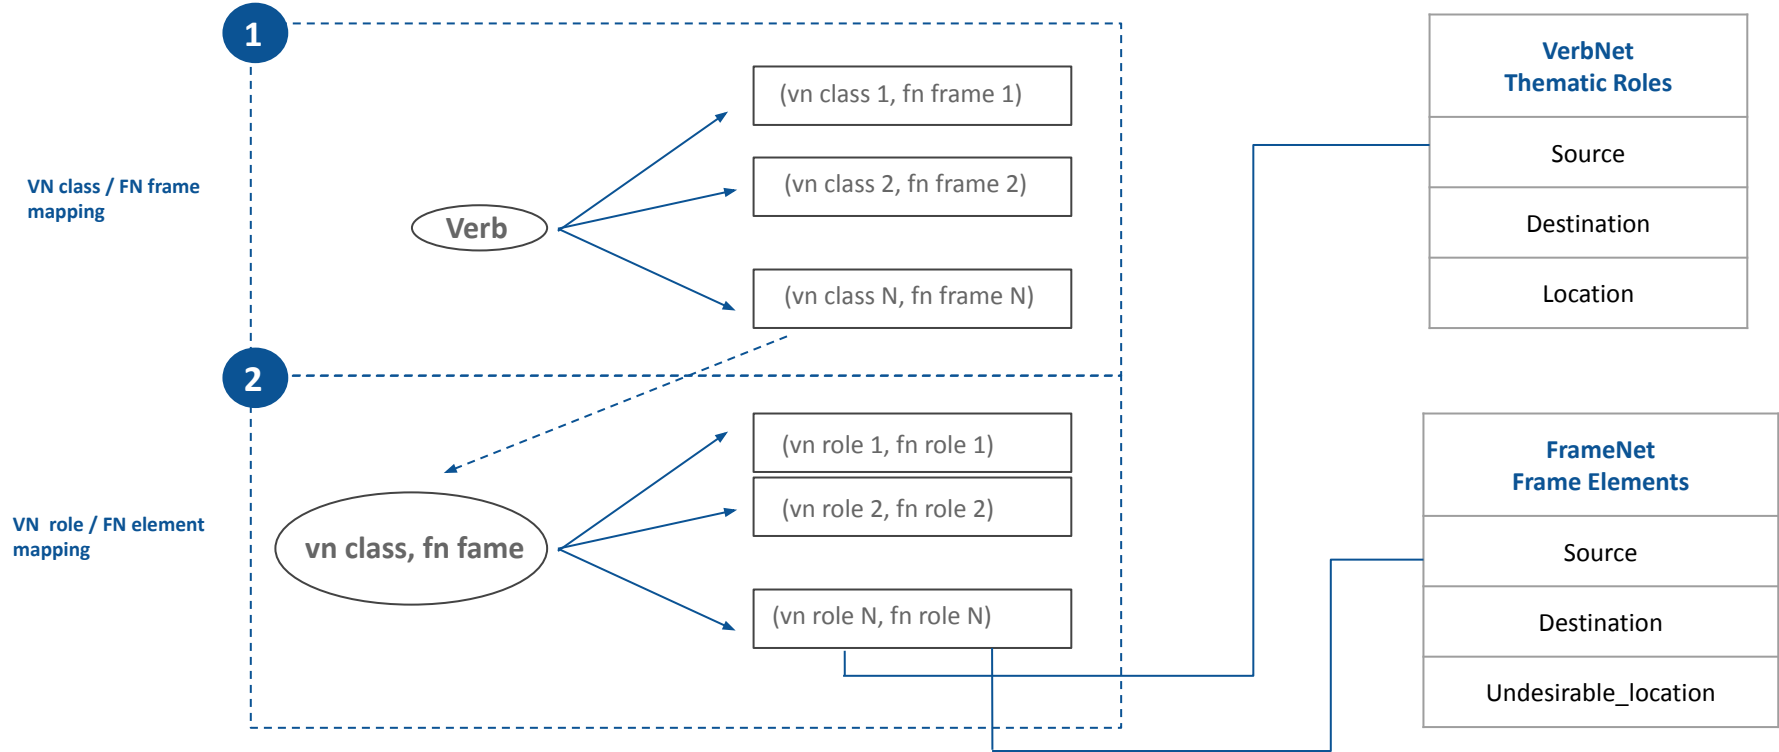 1
(vn class 1, fn frame 1)
(vn class 2, fn frame 2)
VN class / FN frame
mapping
Verb
(vn class N, fn frame N)
2
(vn role 1, fn role 1)
(vn role 2, fn role 2)
VN  role / FN element
mapping
vn class, fn fame
(vn role N, fn role N)
VerbNet
Thematic Roles
Source
Destination
Location
FrameNet
Frame Elements
Source
Destination
Undesirable_location